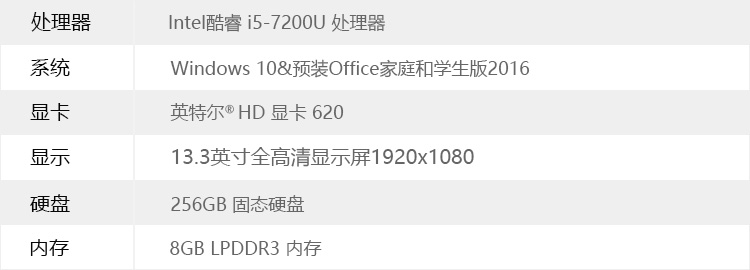 处理器 Intel酷睿 i5-7200U 处理器
系统 Windows 10&预装Office家庭和学生版2016
显卡 英特尔® HD 显卡 620
显示 13.3英寸全高清显示屏1920x1080
硬盘 256GB 固态硬盘
内存 8GB LPDDR3 内存